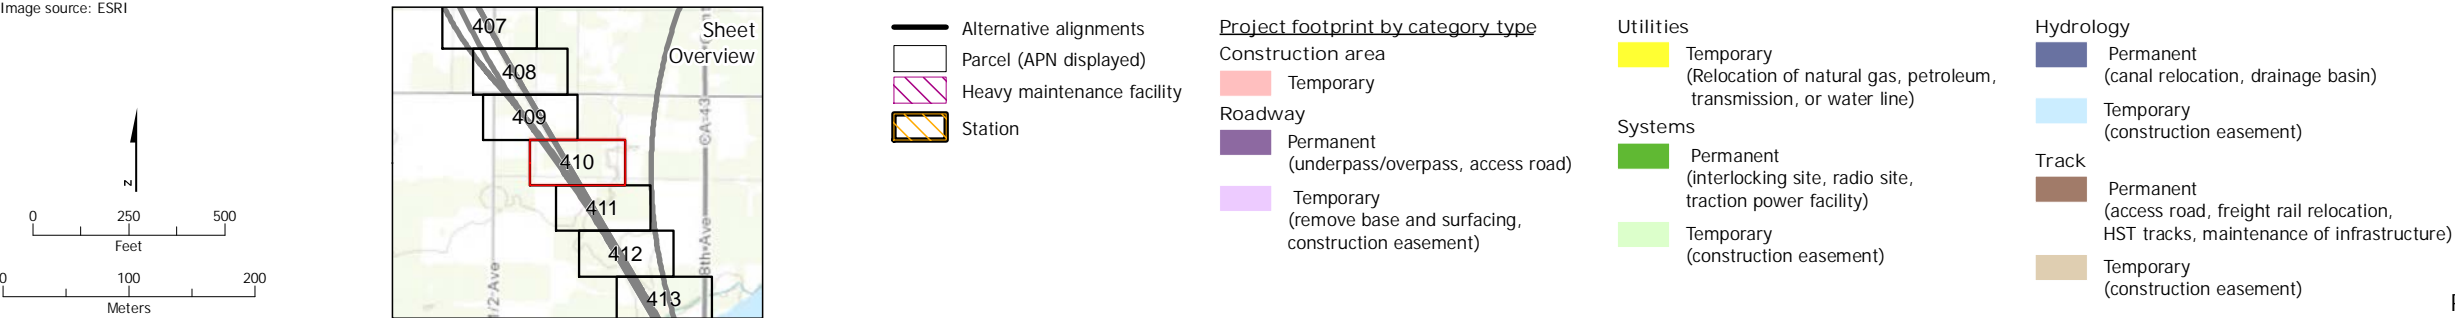 Image source: ESRI
N
0 250 500
Feet
0 100 200
Meters
Sheet
Overview
407
408
409
410
411
412
413
1/2 Ave
CA-43
8th Ave
Alternative alignments
Parcel (APN displayed)
Heavy maintenance facility
Station
Project footprint by category type
Construction area
Temporary
Roadway
Permanent
(underpass/overpass, access road)
Temporary
(remove base and surfacing,
construction easement)
Utilities
Temporary
(Relocation of natural gas, petroleum,
transmission, or water line)
Systems
Permanent
(interlocking site, radio site,
traction power facility)
Temporary
(construction easement)
Hydrology
Permanent
(canal relocation, drainage basin)
Temporary
(construction easement)
Track
Permanent
(access road, freight rail relocation,
HST tracks, maintenance of infrastructure)
Temporary
(construction easement)